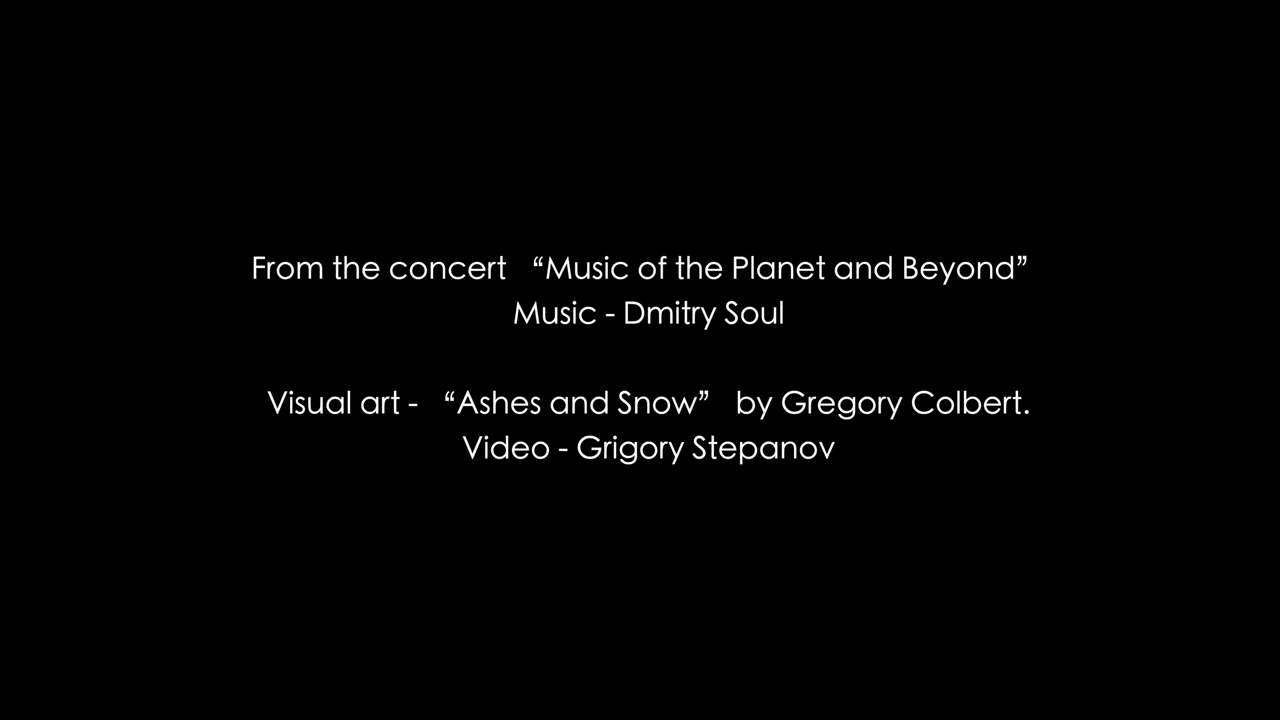 From the concert “Music of the Planet and Beyond”
Music - Dmitry Soul
Visual art - “Ashes and Snow” by Gregory Colbert.
Video - Grigory Stepanov